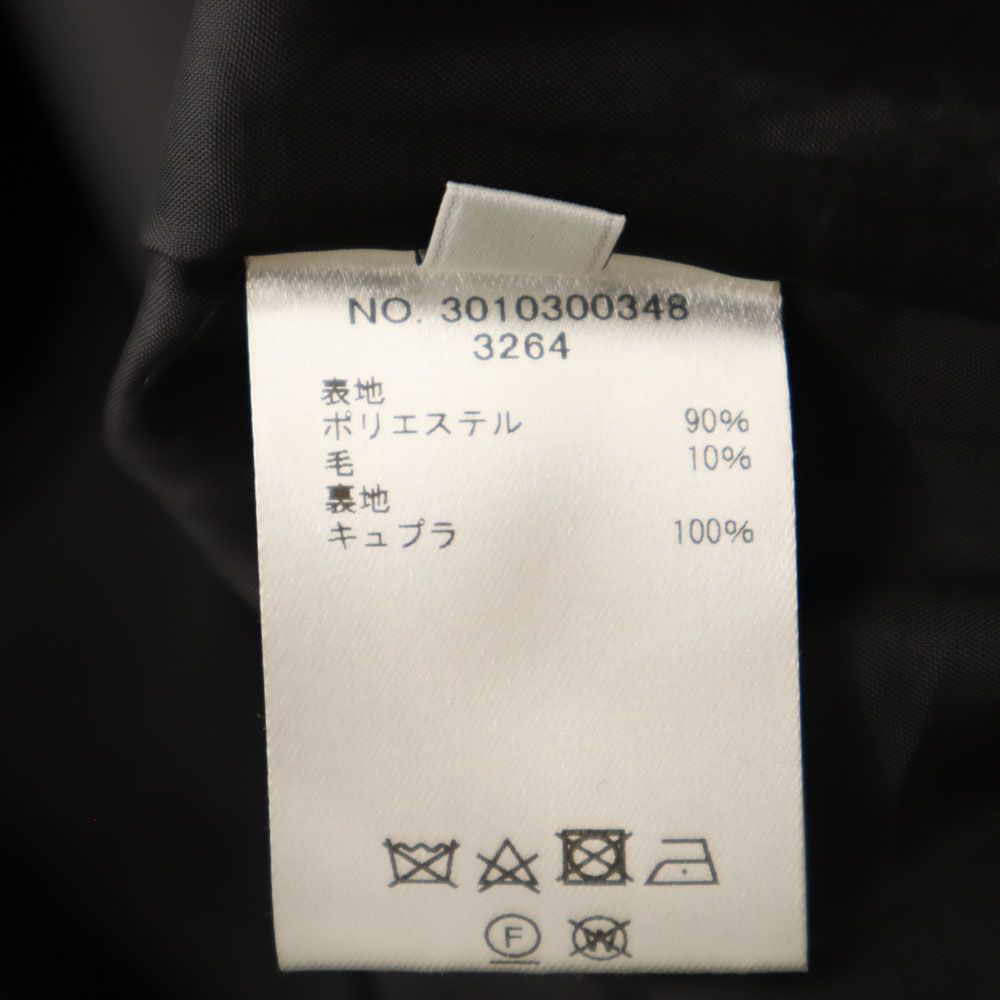 NO. 3010300348
3264
表地
ポリエステル 90%
毛 10%
裏地
キュプラ 100%
F
W